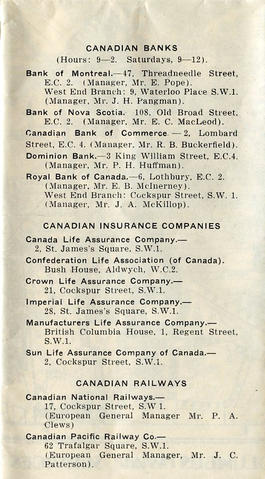 CANADIAN BANKS
(Hours: 9—2. Saturdays, 9—12).
Bank of Montreal.—47, Threadneedle Street,
E.C. 2. (Manager, Mr. E. Pope).
West End Branch: 9, Waterloo Place S.W.1.
(Manager, Mr. J. H. Pangman).
Bank of Nova Scotia. 108, Old Broad Street,
E.C. 2. (Manager, Mr. E. C. MacLeod).
Canadian Bank of Commerce.—2, Lombard
Street, E.C. 4. (Manager, Mr. R. B. Buckerfield).
Dominion Bank.—3 King William Street, E.C.4.
(Manager, Mr. P. H. Huffman).
Royal Bank of Canada.—6, Lothbury, E.C. 2.
(Manager, Mr. E. B. McInerney).
West End Branch: Cockspur Street, S.W. 1.
(Manager, Mr. J. A. McKillop).
CANADIAN INSURANCE COMPANIES
Canada Life Assurance Company.—
2, St. James's Square, S.W.1.
Confederation Life Association (of Canada).
Bush House, Aldwych, W.C.2.
Crown Life Assurance Company.—
21, Cockspur Street, S.W.1.
Imperial Life Assurance Company.—
28, St. James's Square, S.W.1.
Manufacturers Life Assurance Company.—
British Columbia House, 1, Regent Street,
S.W.1.
Sun Life Assurance Company of Canada.—
2, Cockspur Street, S.W.1.
CANADIAN RAILWAYS
Canadian National Railways.—
17, Cockspur Street, S.W 1.
(European General Manager Mr. P. A.
Clews)
Canadian Pacific Railway Co.—
62 Trafalgar Square, S.W.1.
(European General Manager, Mr. J. C.
Patterson).